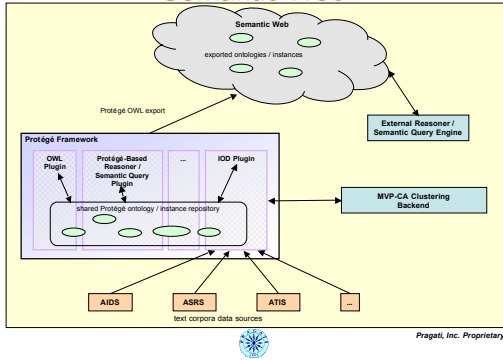 Semantic Web
exported ontologies / instances
Protégé OWL export
External Reasoner /
Semantic Query Engine
Protégé Framework
OWL
Plugin
Protégé-Based
Reasoner /
Semantic Query
Plugin
...
IOD Plugin
shared Protégé ontology / instance repository
MVP-CA Clustering
Backend
AIDS
ASRS
ATIS
...
text corpora data sources
Pragati, Inc. Proprietary